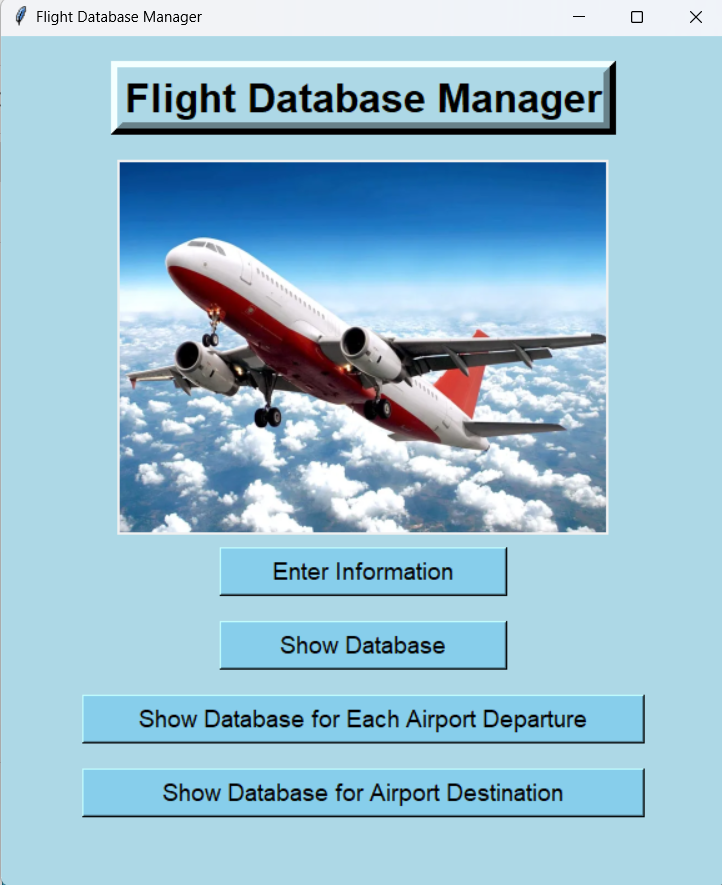 Flight Database Manager
Flight Database Manager
Enter Information
Show Database
Show Database for Each Airport Departure
Show Database for Airport Destination